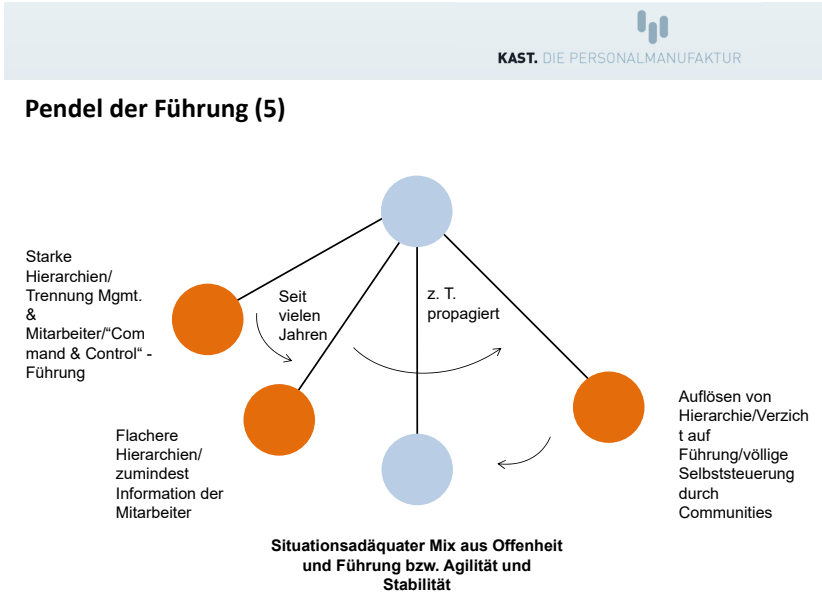 KAST. DIE PERSONALMANUFAKTUR
Pendel der Führung (5)
Starke
Hierarchien/
Trennung Mgmt.
&
Mitarbeiter/“Com
mand & Control“ -
Führung
Seit
vielen
Jahren
z. T.
propagiert
Flachere
Hierarchien/
zumindest
Information der
Mitarbeiter
Auflösen von
Hierarchie/Verzich
t auf
Führung/völlige
Selbststeuerung
durch
Communities
Situationsadäquater Mix aus Offenheit
und Führung bzw. Agilität und
Stabilität